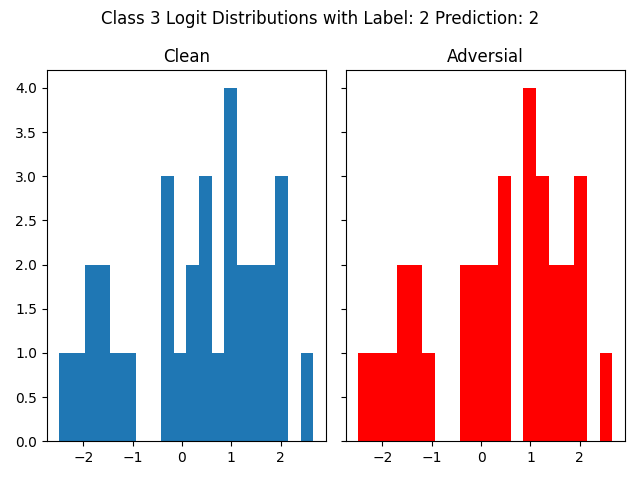 Class 3 Logit Distributions with Label: 2 Prediction: 2
Clean
Adversial
4.0
3.5
3.0
2.5
2.0
1.5
1.0
0.5
0.0
−2 −1 0 1 2
−2 −1 0 1 2